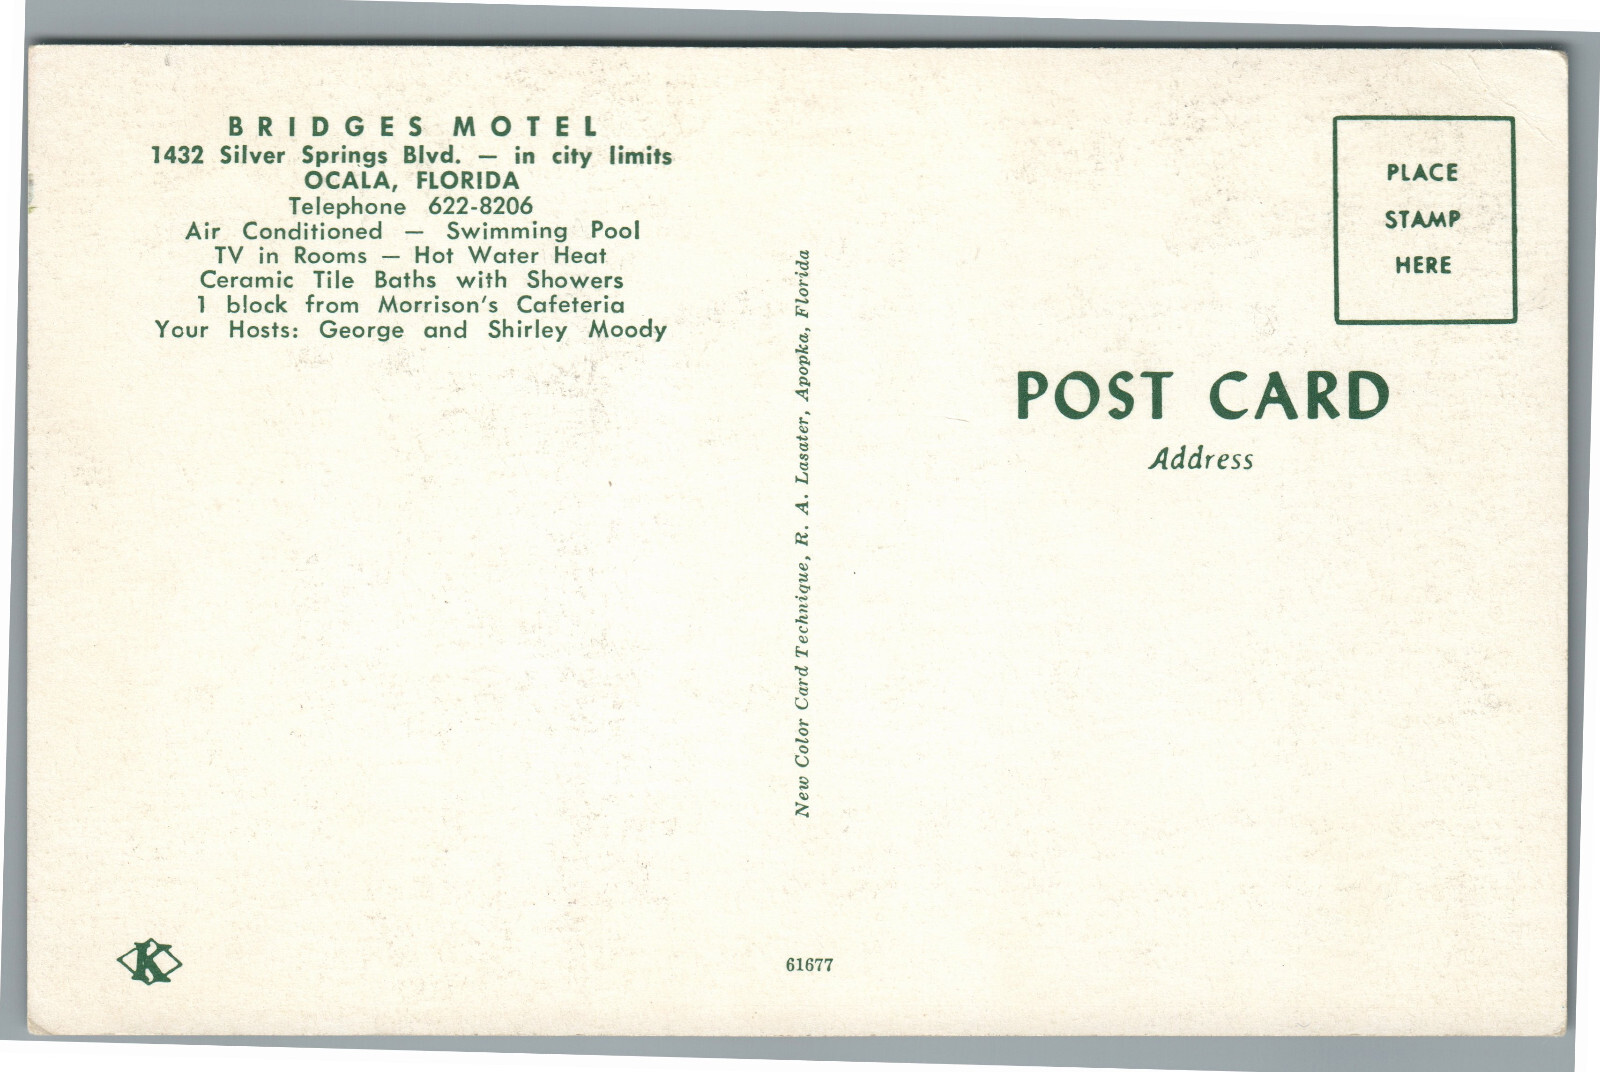 BRIDGES MOTEL
1432 Silver Springs Blvd. — in city limits
OCALA, FLORIDA
Telephone 622-8206
Air Conditioned — Swimming Pool
TV in Rooms — Hot Water Heat
Ceramic Tile Baths with Showers
1 block from Morrison's Cafeteria
Your Hosts: George and Shirley Moody
New Color Card Technique, R. A. Lasater, Apopka, Florida
PLACE
STAMP
HERE
POST CARD
Address
K
61677